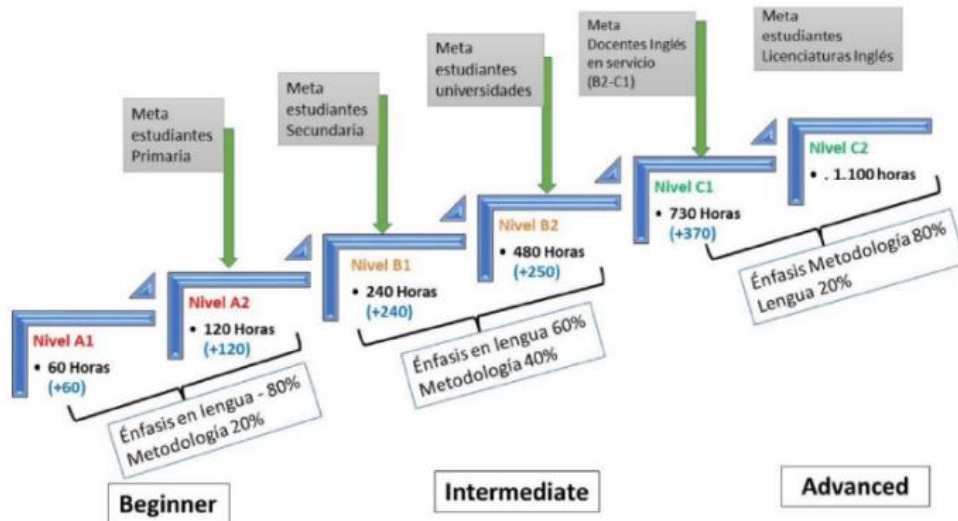 Meta
estudiantes
Primaria
Meta
estudiantes
Secundaria
Meta
estudiantes
universidades
Meta
Docentes Inglés
en servicio
(B2-C1)
Meta
estudiantes
Licenciaturas Inglés
Nivel A1
• 60 Horas
(+60)
Nivel A2
• 120 Horas
(+120)
Nivel B1
• 240 Horas
(+240)
Nivel B2
• 480 Horas
(+250)
Nivel C1
• 730 Horas
(+370)
Nivel C2
• . 1.100 horas
Énfasis en lengua - 80%
Metodología 20%
Énfasis en lengua 60%
Metodología 40%
Énfasis Metodología 80%
Lengua 20%
Beginner
Intermediate
Advanced